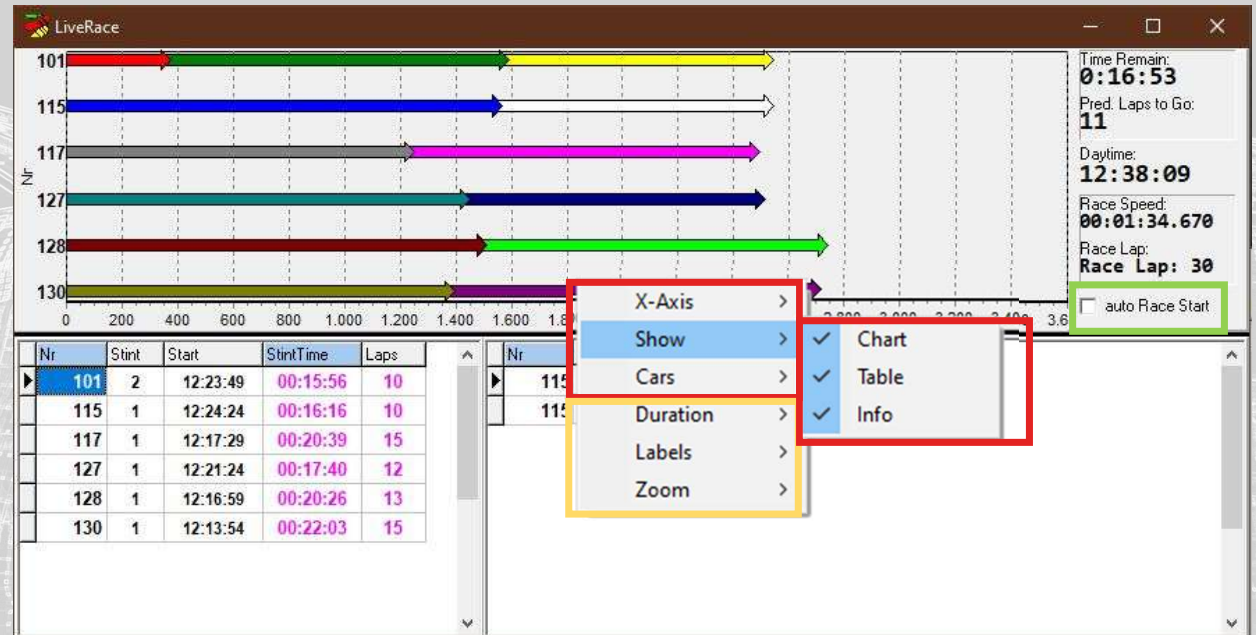 LiveRace
101
115
117
127
128
130
Nr
0 200 400 600 800 1.000 1.200 1.400 1.600
Time Remain:
0:16:53
Pred. Laps to Go:
11
Daytime:
12:38:09
Race Speed:
00:01:34.670
Race Lap:
Race Lap: 30
auto Race Start
X-Axis
Show
Cars
Duration
Labels
Zoom
Chart
Table
Info
Nr Stint Start StintTime Laps
101 2 12:23:49 00:15:56 10
115 1 12:24:24 00:16:16 10
117 1 12:17:29 00:20:39 15
127 1 12:21:24 00:17:40 12
128 1 12:16:59 00:20:26 13
130 1 12:13:54 00:22:03 15
Nr
115
115